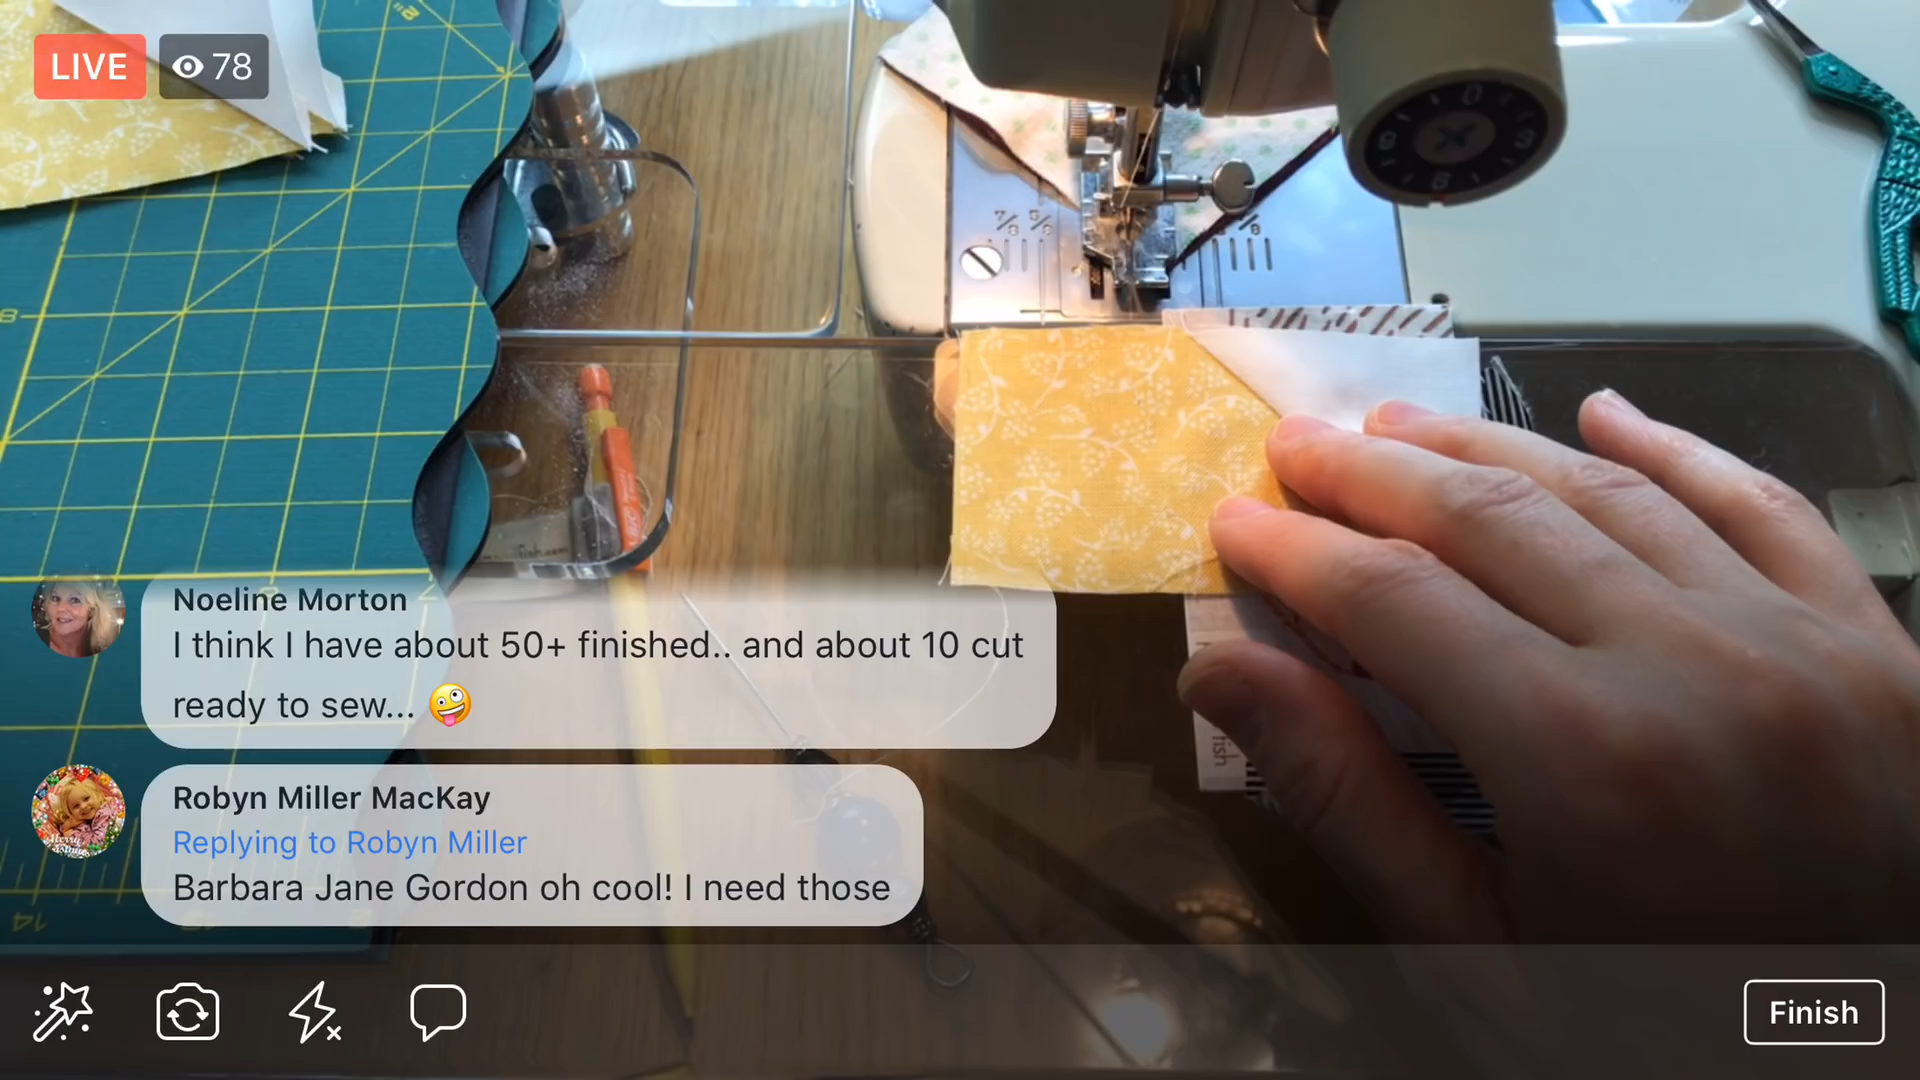 LIVE 78
Noeline Morton
I think I have about 50+ finished.. and about 10 cut
ready to sew... 🤪
Robyn Miller MacKay
Replying to Robyn Miller
Barbara Jane Gordon oh cool! I need those
Finish